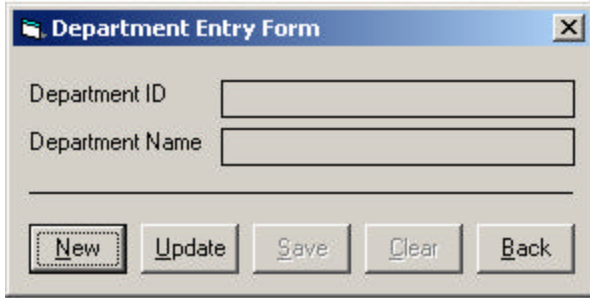 Department Entry Form
Department ID
Department Name
New Update Save Clear Back